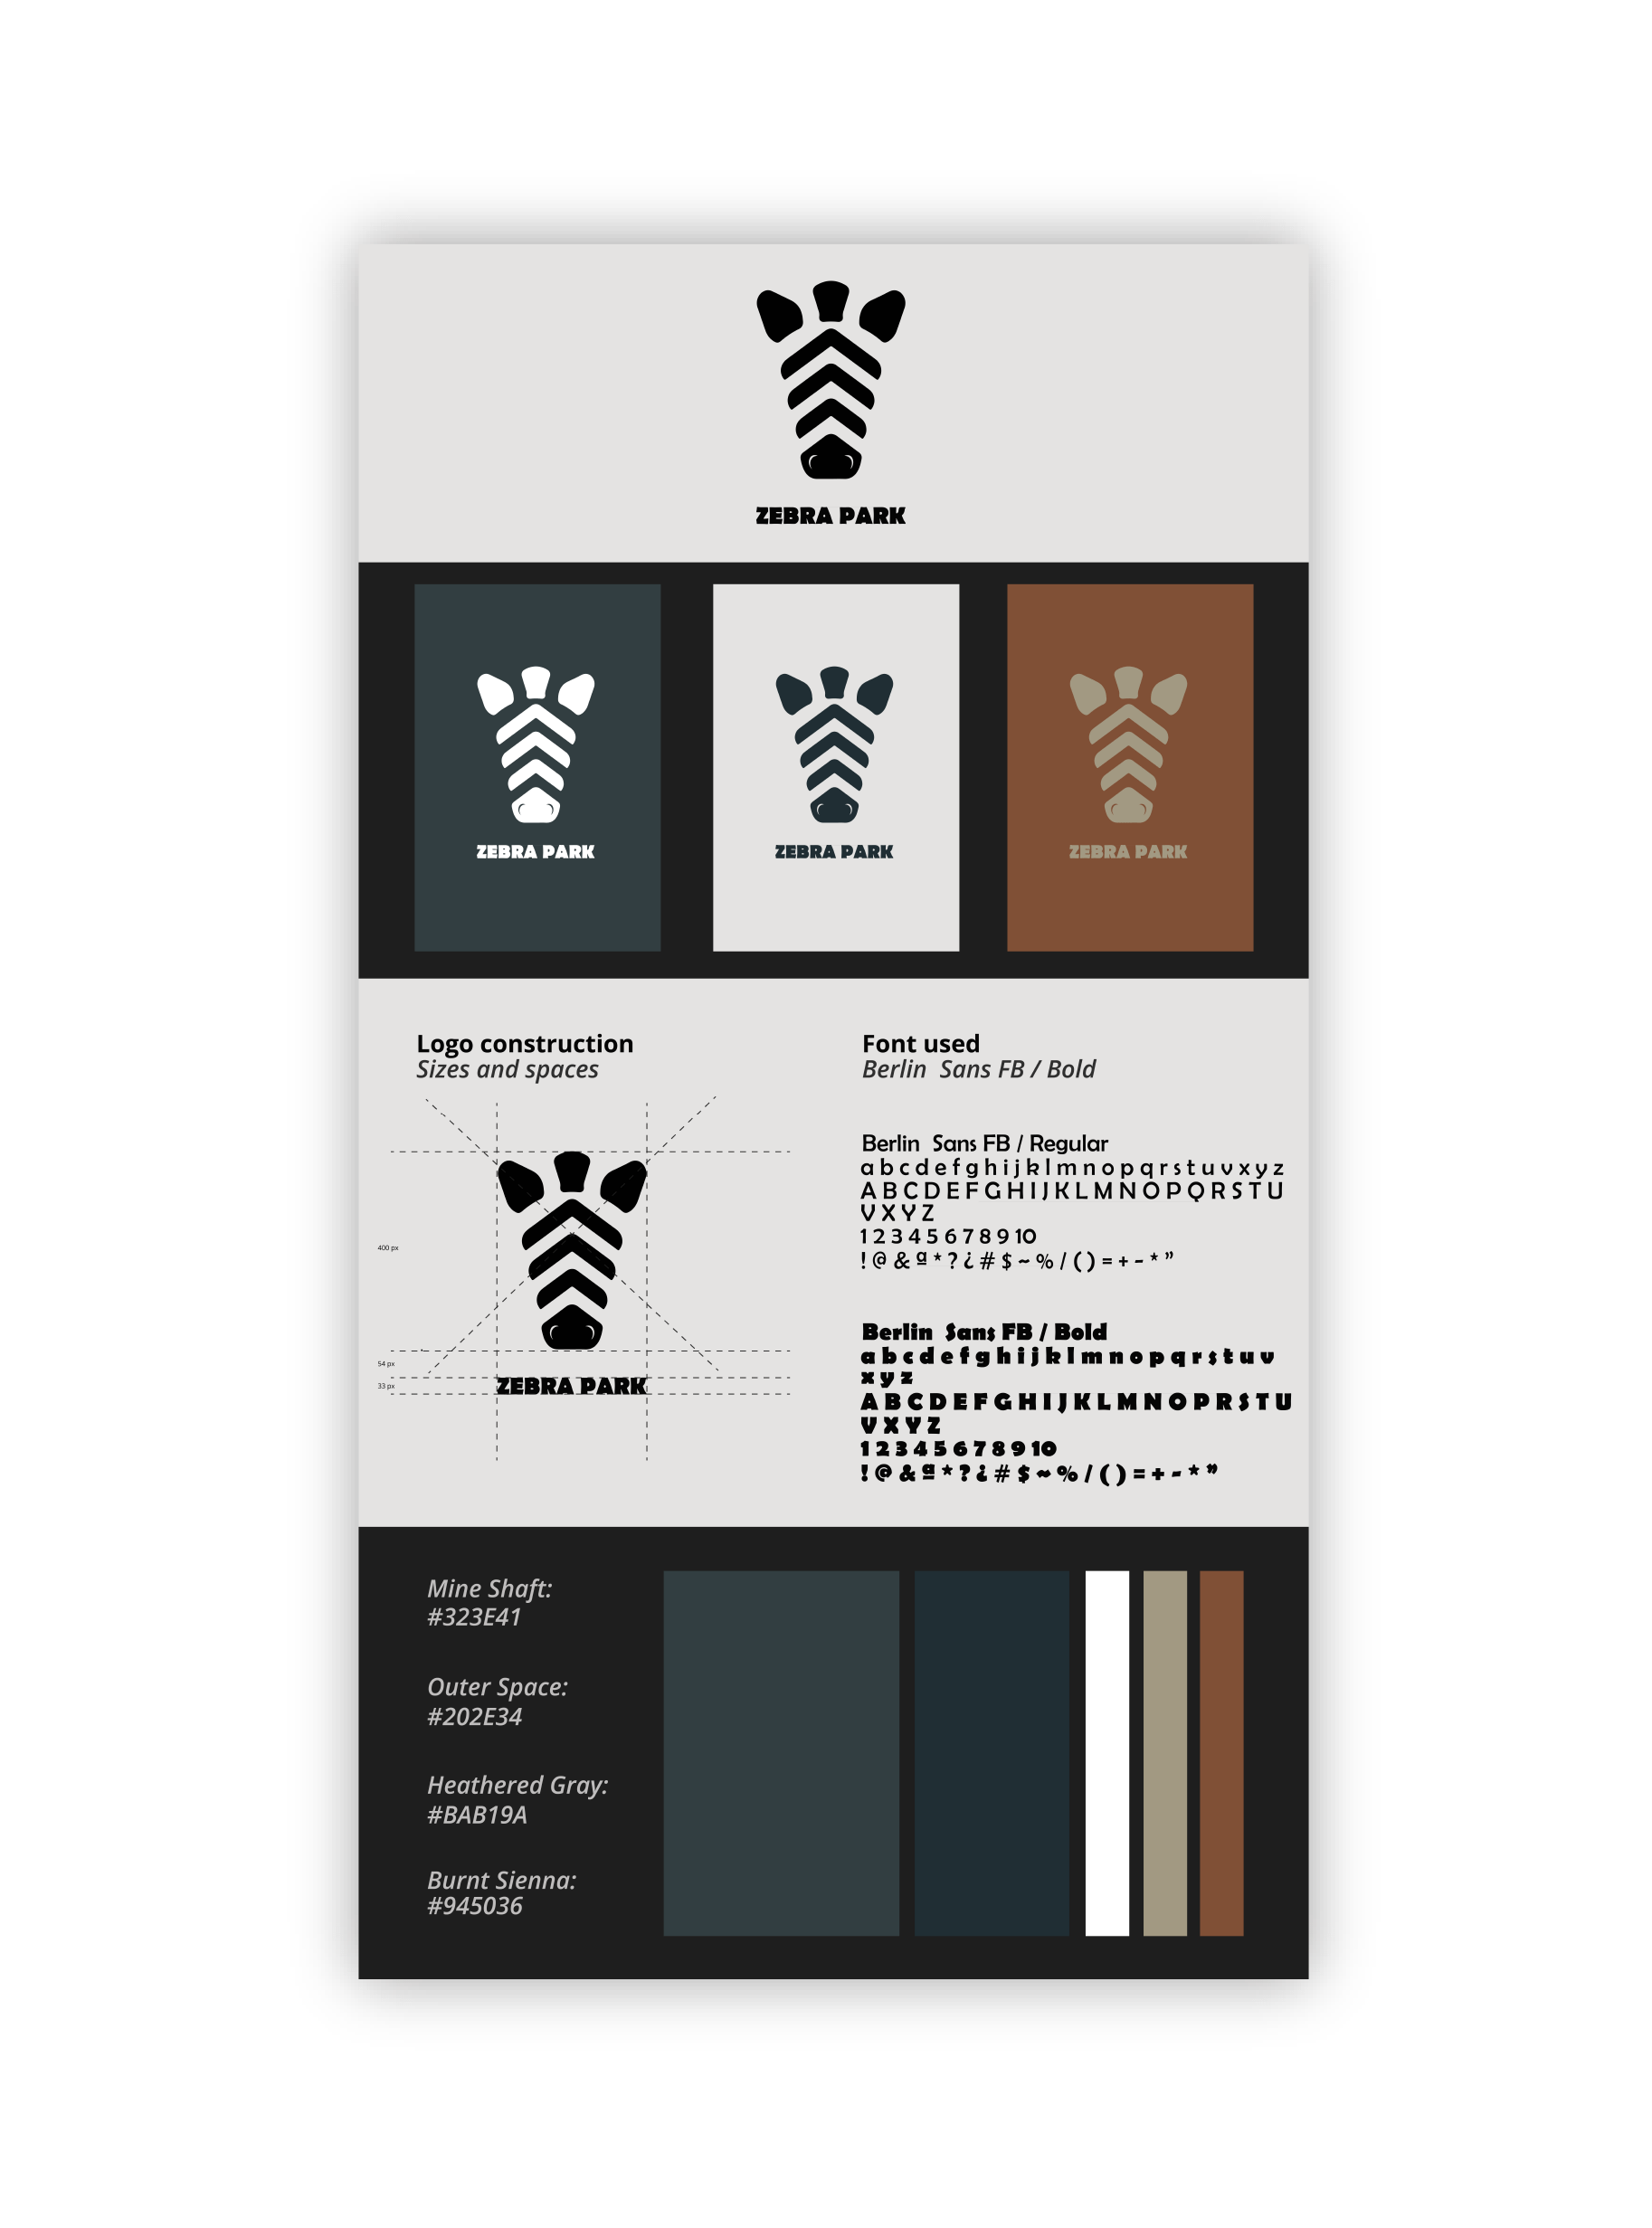 ZEBRA PARK
ZEBRA PARK
ZEBRA PARK
ZEBRA PARK
Logo construction
Sizes and spaces
400 px
54 px
33 px
ZEBRA PARK
Font used
Berlin Sans FB / Bold
Berlin Sans FB / Regular
a b c d e f g h i j k l m n o p q r s t u v x y z
A B C D E F G H I J K L M N O P Q R S T U
V X Y Z
1 2 3 4 5 6 7 8 9 10
! @ & ª * ? ¿ # $ ~ % / ( ) = + - * ”
Berlin Sans FB / Bold
a b c d e f g h i j k l m n o p q r s t u v
x y z
A B C D E F G H I J K L M N O P R S T U
V X Y Z
1 2 3 4 5 6 7 8 9 10
! @ & ª * ? ¿ # $ ~ % / ( ) = + - * ”
Mine Shaft:
#323E41
Outer Space:
#202E34
Heathered Gray:
#BAB19A
Burnt Sienna:
#945036